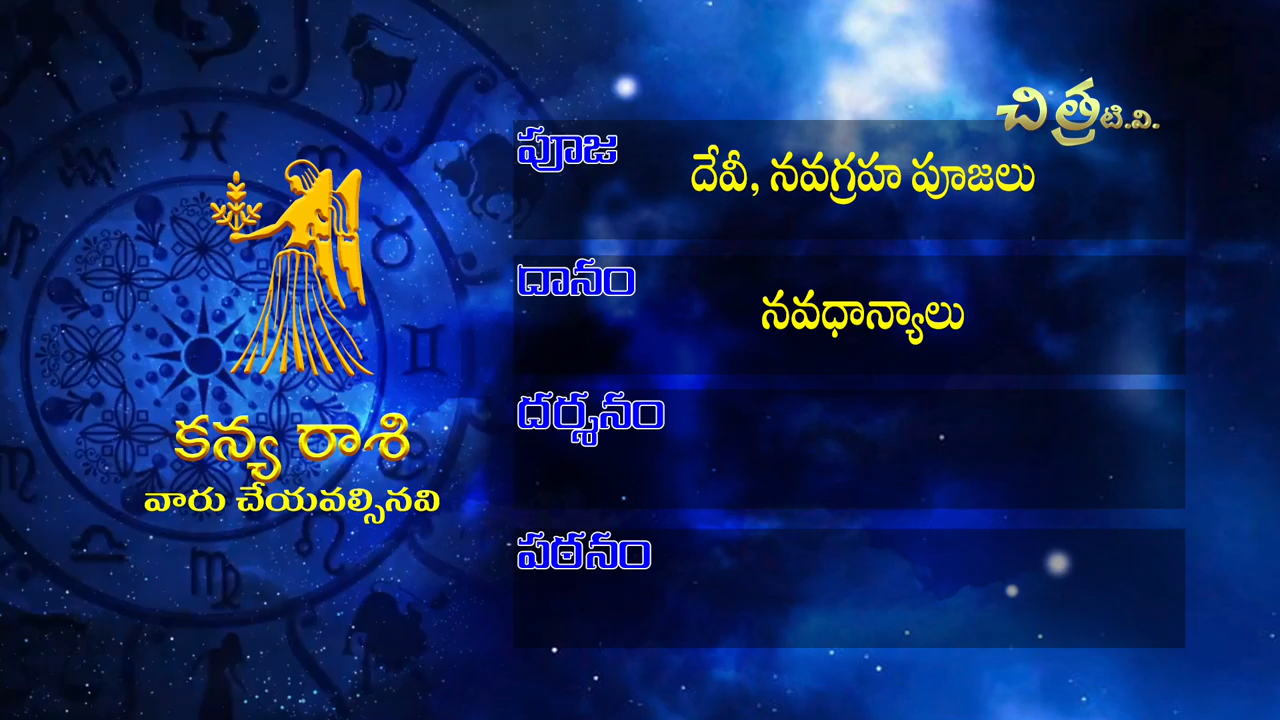 చిత్ర టి.వి.
పూజ
దేవీ, నవగ్రహ పూజలు
దానం
నవధాన్యాలు
దర్శనం
పఠనం
కన్య రాశి
వారు చేయవల్సినవి